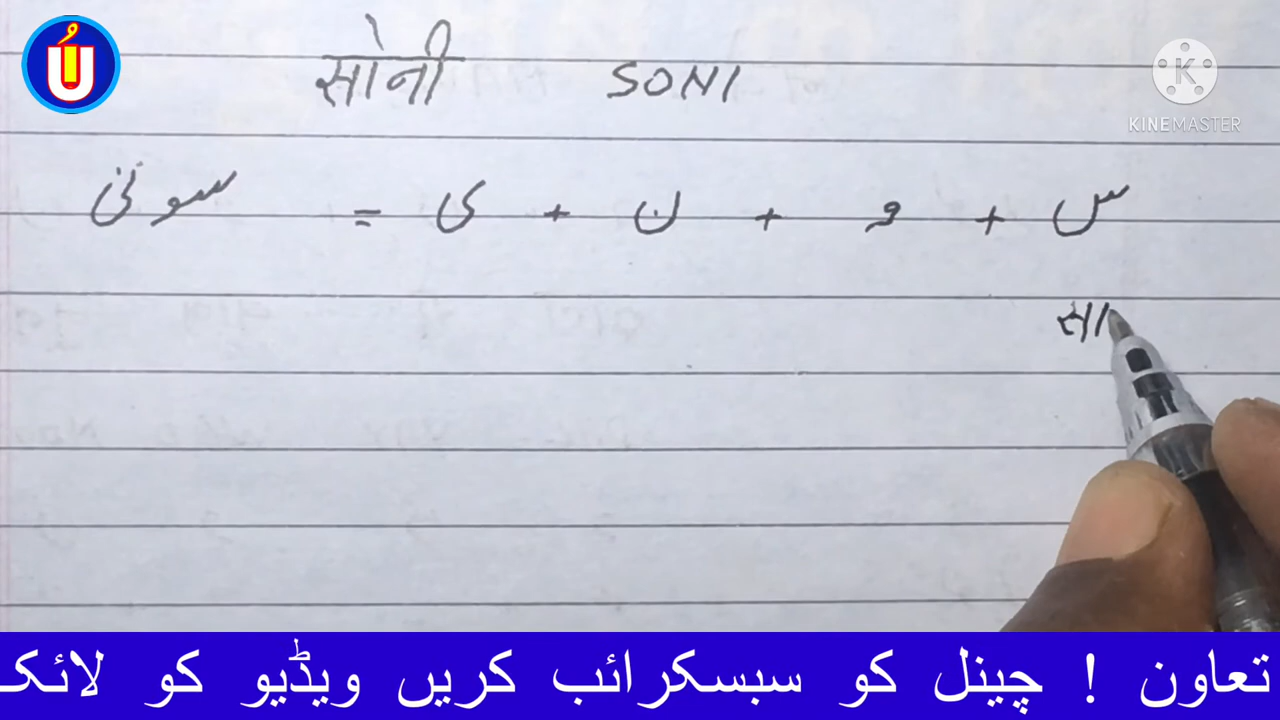 सोनी SONI
KINEMASTER
س + و + ن + ی = سونی
सा
تعاون ! چینل کو سبسکرائب کریں ویڈیو کو لائک